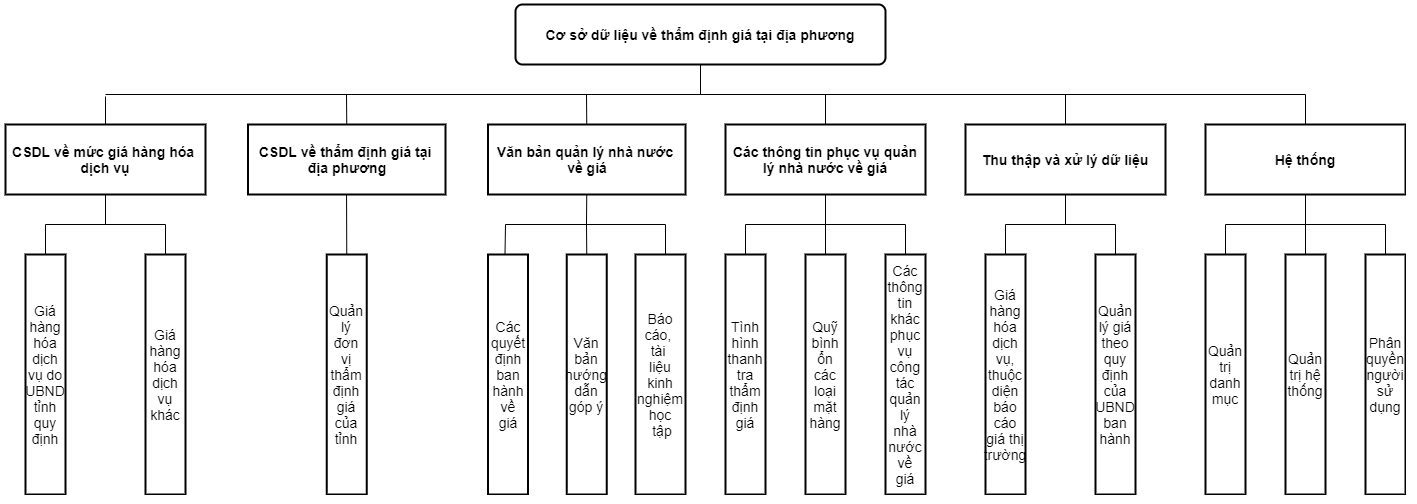 Cơ sở dữ liệu về thẩm định giá tại địa phương
CSDL về mức giá hàng hóa
dịch vụ
CSDL về thẩm định giá tại
địa phương
Văn bản quản lý nhà nước
về giá
Các thông tin phục vụ quản
lý nhà nước về giá
Thu thập và xử lý dữ liệu
Hệ thống
Giá
hàng
hóa
dịch
vụ do
UBND
tỉnh
quy
định
Giá
hàng
hóa
dịch
vụ
khác
Quản
lý
đơn
vị
thẩm
định
giá
của
tỉnh
Các
quyết
định
ban
hành
về
giá
Văn
bản
hướng
dẫn
góp ý
Báo
cáo,
tài
liệu
kinh
nghiệm
học
tập
Tình
hình
thanh
tra
thẩm
định
giá
Quỹ
bình
ổn
các
loại
mặt
hàng
Các
thông
tin
khác
phục
vụ
công
tác
quản
lý
nhà
nước
về
giá
Giá
hàng
hóa
dịch
vụ,
thuộc
diện
báo
cáo
giá thị
trường
Quản
lý giá
theo
quy
định
của
UBND
ban
hành
Quản
trị
danh
mục
Quản
trị hệ
thống
Phân
quyền
người
sử
dụng